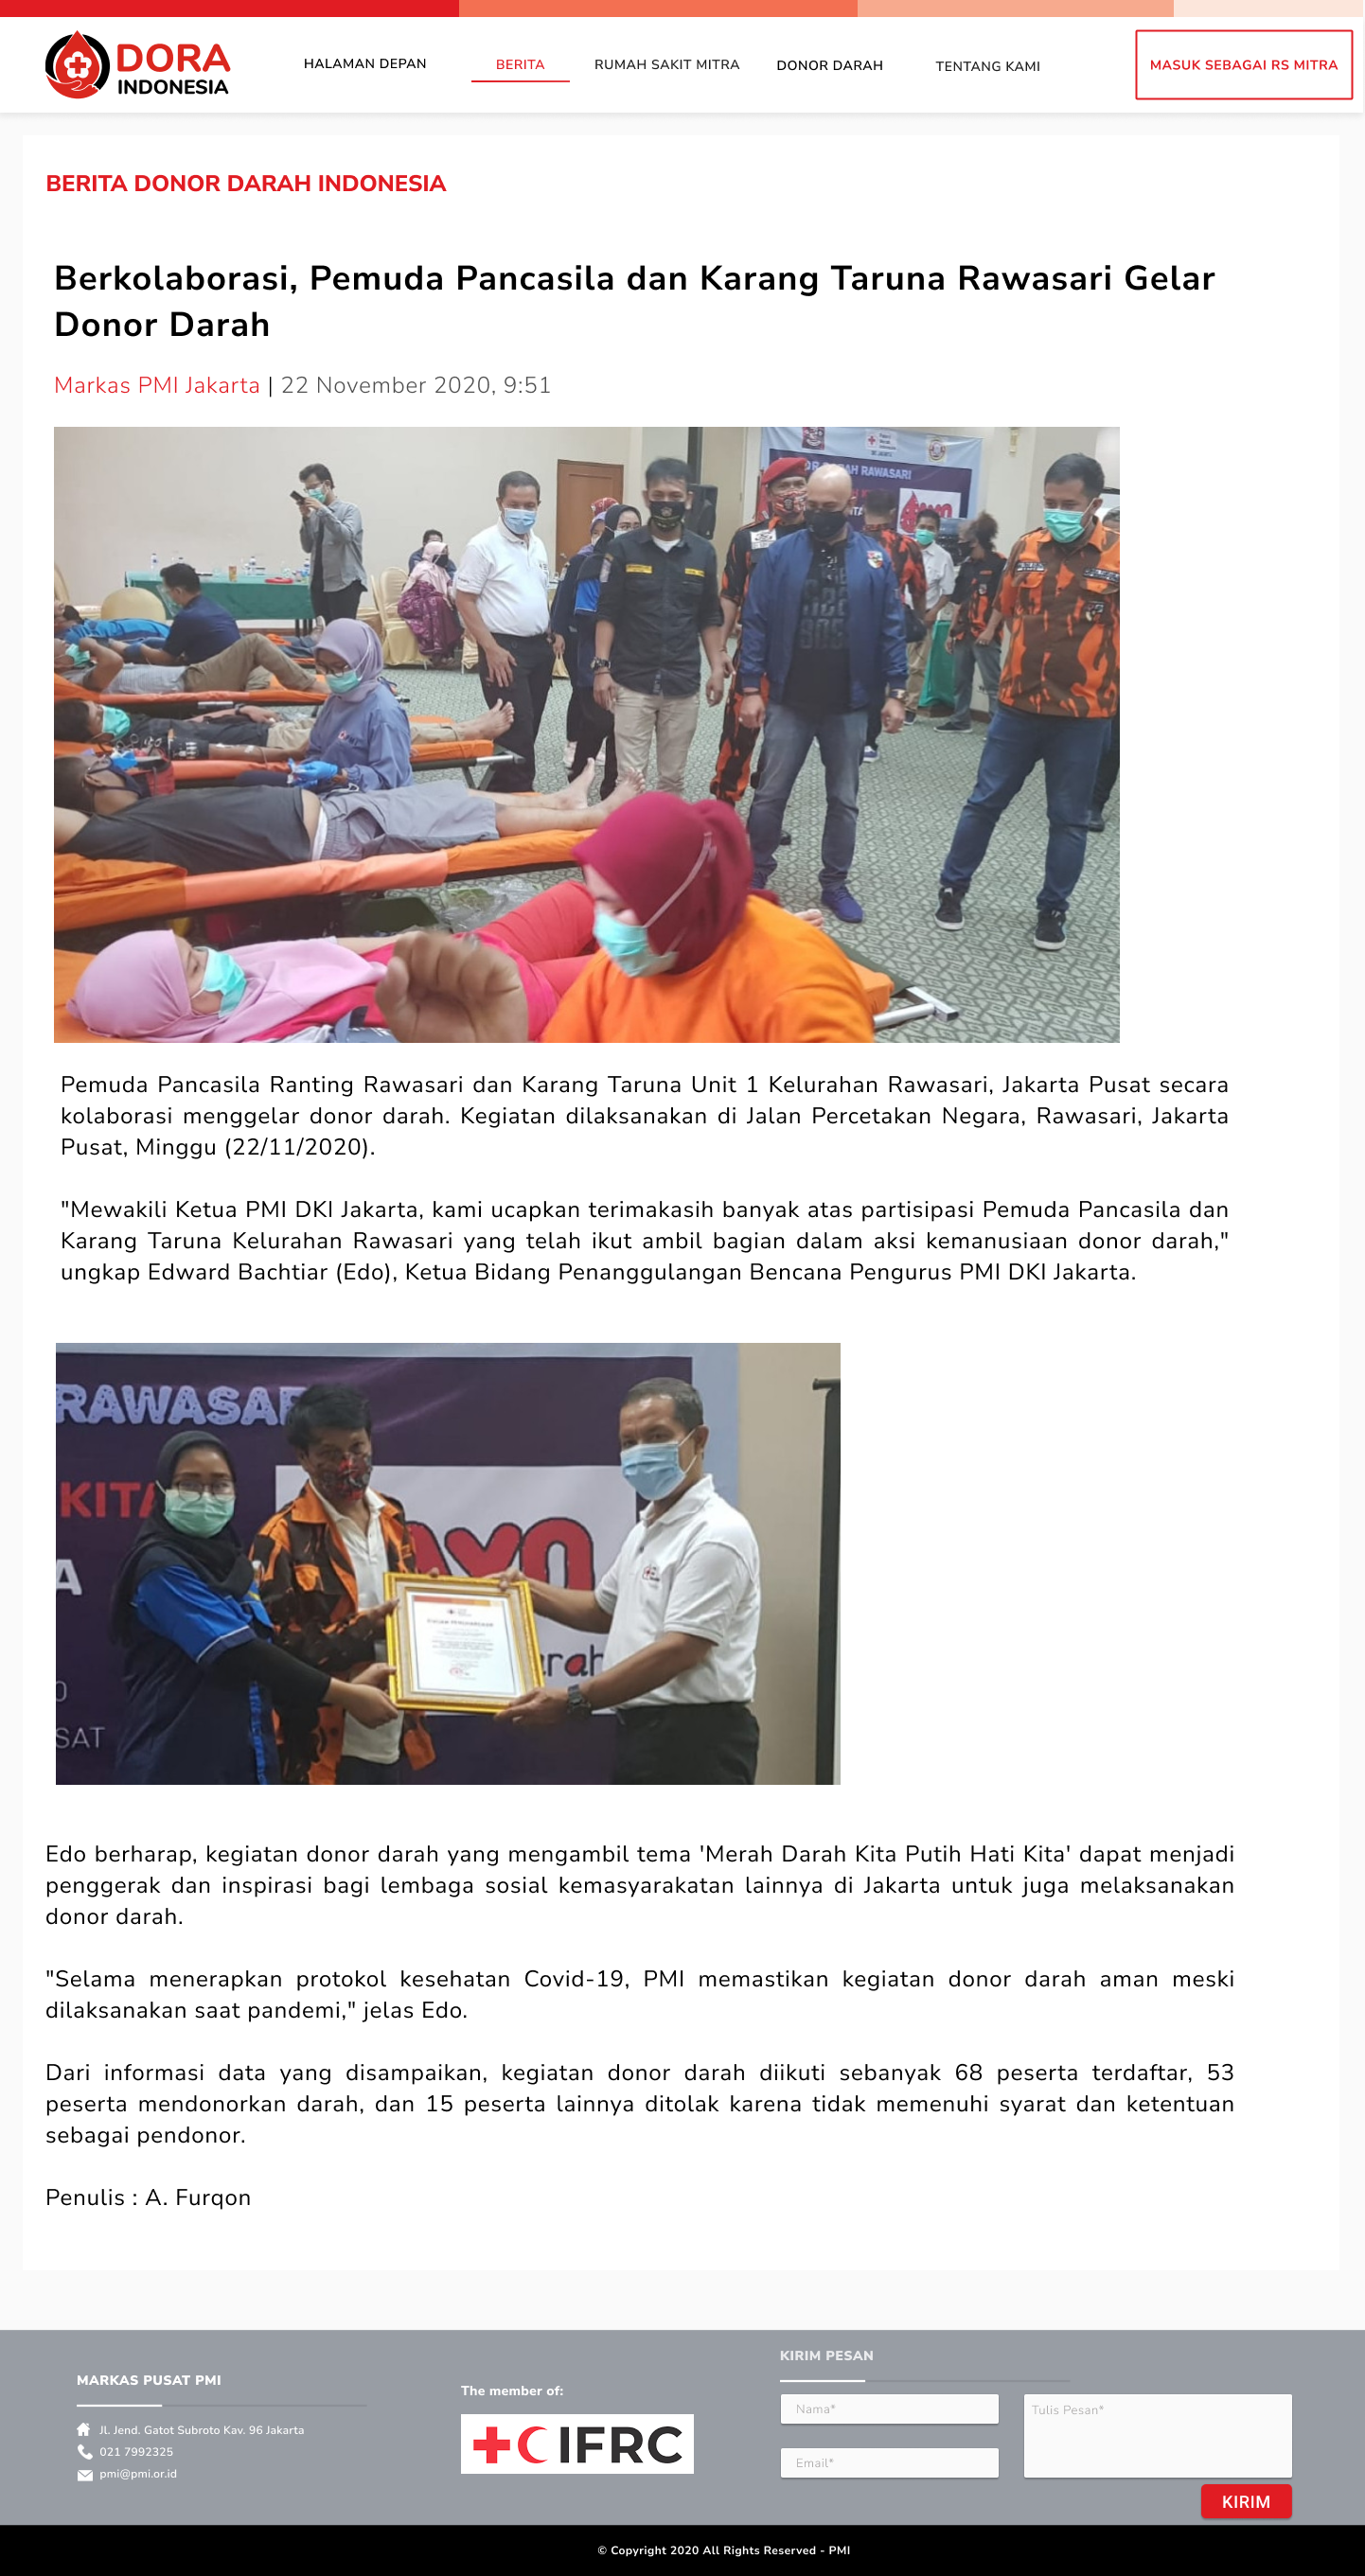 DORA
INDONESIA
HALAMAN DEPAN
BERITA
RUMAH SAKIT MITRA
DONOR DARAH
TENTANG KAMI
MASUK SEBAGAI RS MITRA
BERITA DONOR DARAH INDONESIA
Berkolaborasi, Pemuda Pancasila dan Karang Taruna Rawasari Gelar
Donor Darah
Markas PMI Jakarta | 22 November 2020, 9:51
DARAH RAWASARI
Pemuda Pancasila Ranting Rawasari dan Karang Taruna Unit 1 Kelurahan Rawasari, Jakarta Pusat secara
kolaborasi menggelar donor darah. Kegiatan dilaksanakan di Jalan Percetakan Negara, Rawasari, Jakarta
Pusat, Minggu (22/11/2020).
"Mewakili Ketua PMI DKI Jakarta, kami ucapkan terimakasih banyak atas partisipasi Pemuda Pancasila dan
Karang Taruna Kelurahan Rawasari yang telah ikut ambil bagian dalam aksi kemanusiaan donor darah,"
ungkap Edward Bachtiar (Edo), Ketua Bidang Penanggulangan Bencana Pengurus PMI DKI Jakarta.
RAWASAR
KITA
A
arah
0
SAT
Edo berharap, kegiatan donor darah yang mengambil tema 'Merah Darah Kita Putih Hati Kita' dapat menjadi
penggerak dan inspirasi bagi lembaga sosial kemasyarakatan lainnya di Jakarta untuk juga melaksanakan
donor darah.
"Selama menerapkan protokol kesehatan Covid-19, PMI memastikan kegiatan donor darah aman meski
dilaksanakan saat pandemi," jelas Edo.
Dari informasi data yang disampaikan, kegiatan donor darah diikuti sebanyak 68 peserta terdaftar, 53
peserta mendonorkan darah, dan 15 peserta lainnya ditolak karena tidak memenuhi syarat dan ketentuan
sebagai pendonor.
Penulis : A. Furqon
MARKAS PUSAT PMI
Jl. Jend. Gatot Subroto Kav. 96 Jakarta
021 7992325
pmi@pmi.or.id
The member of:
IFRC
KIRIM PESAN
Nama*
Email*
Tulis Pesan*
KIRIM
© Copyright 2020 All Rights Reserved - PMI